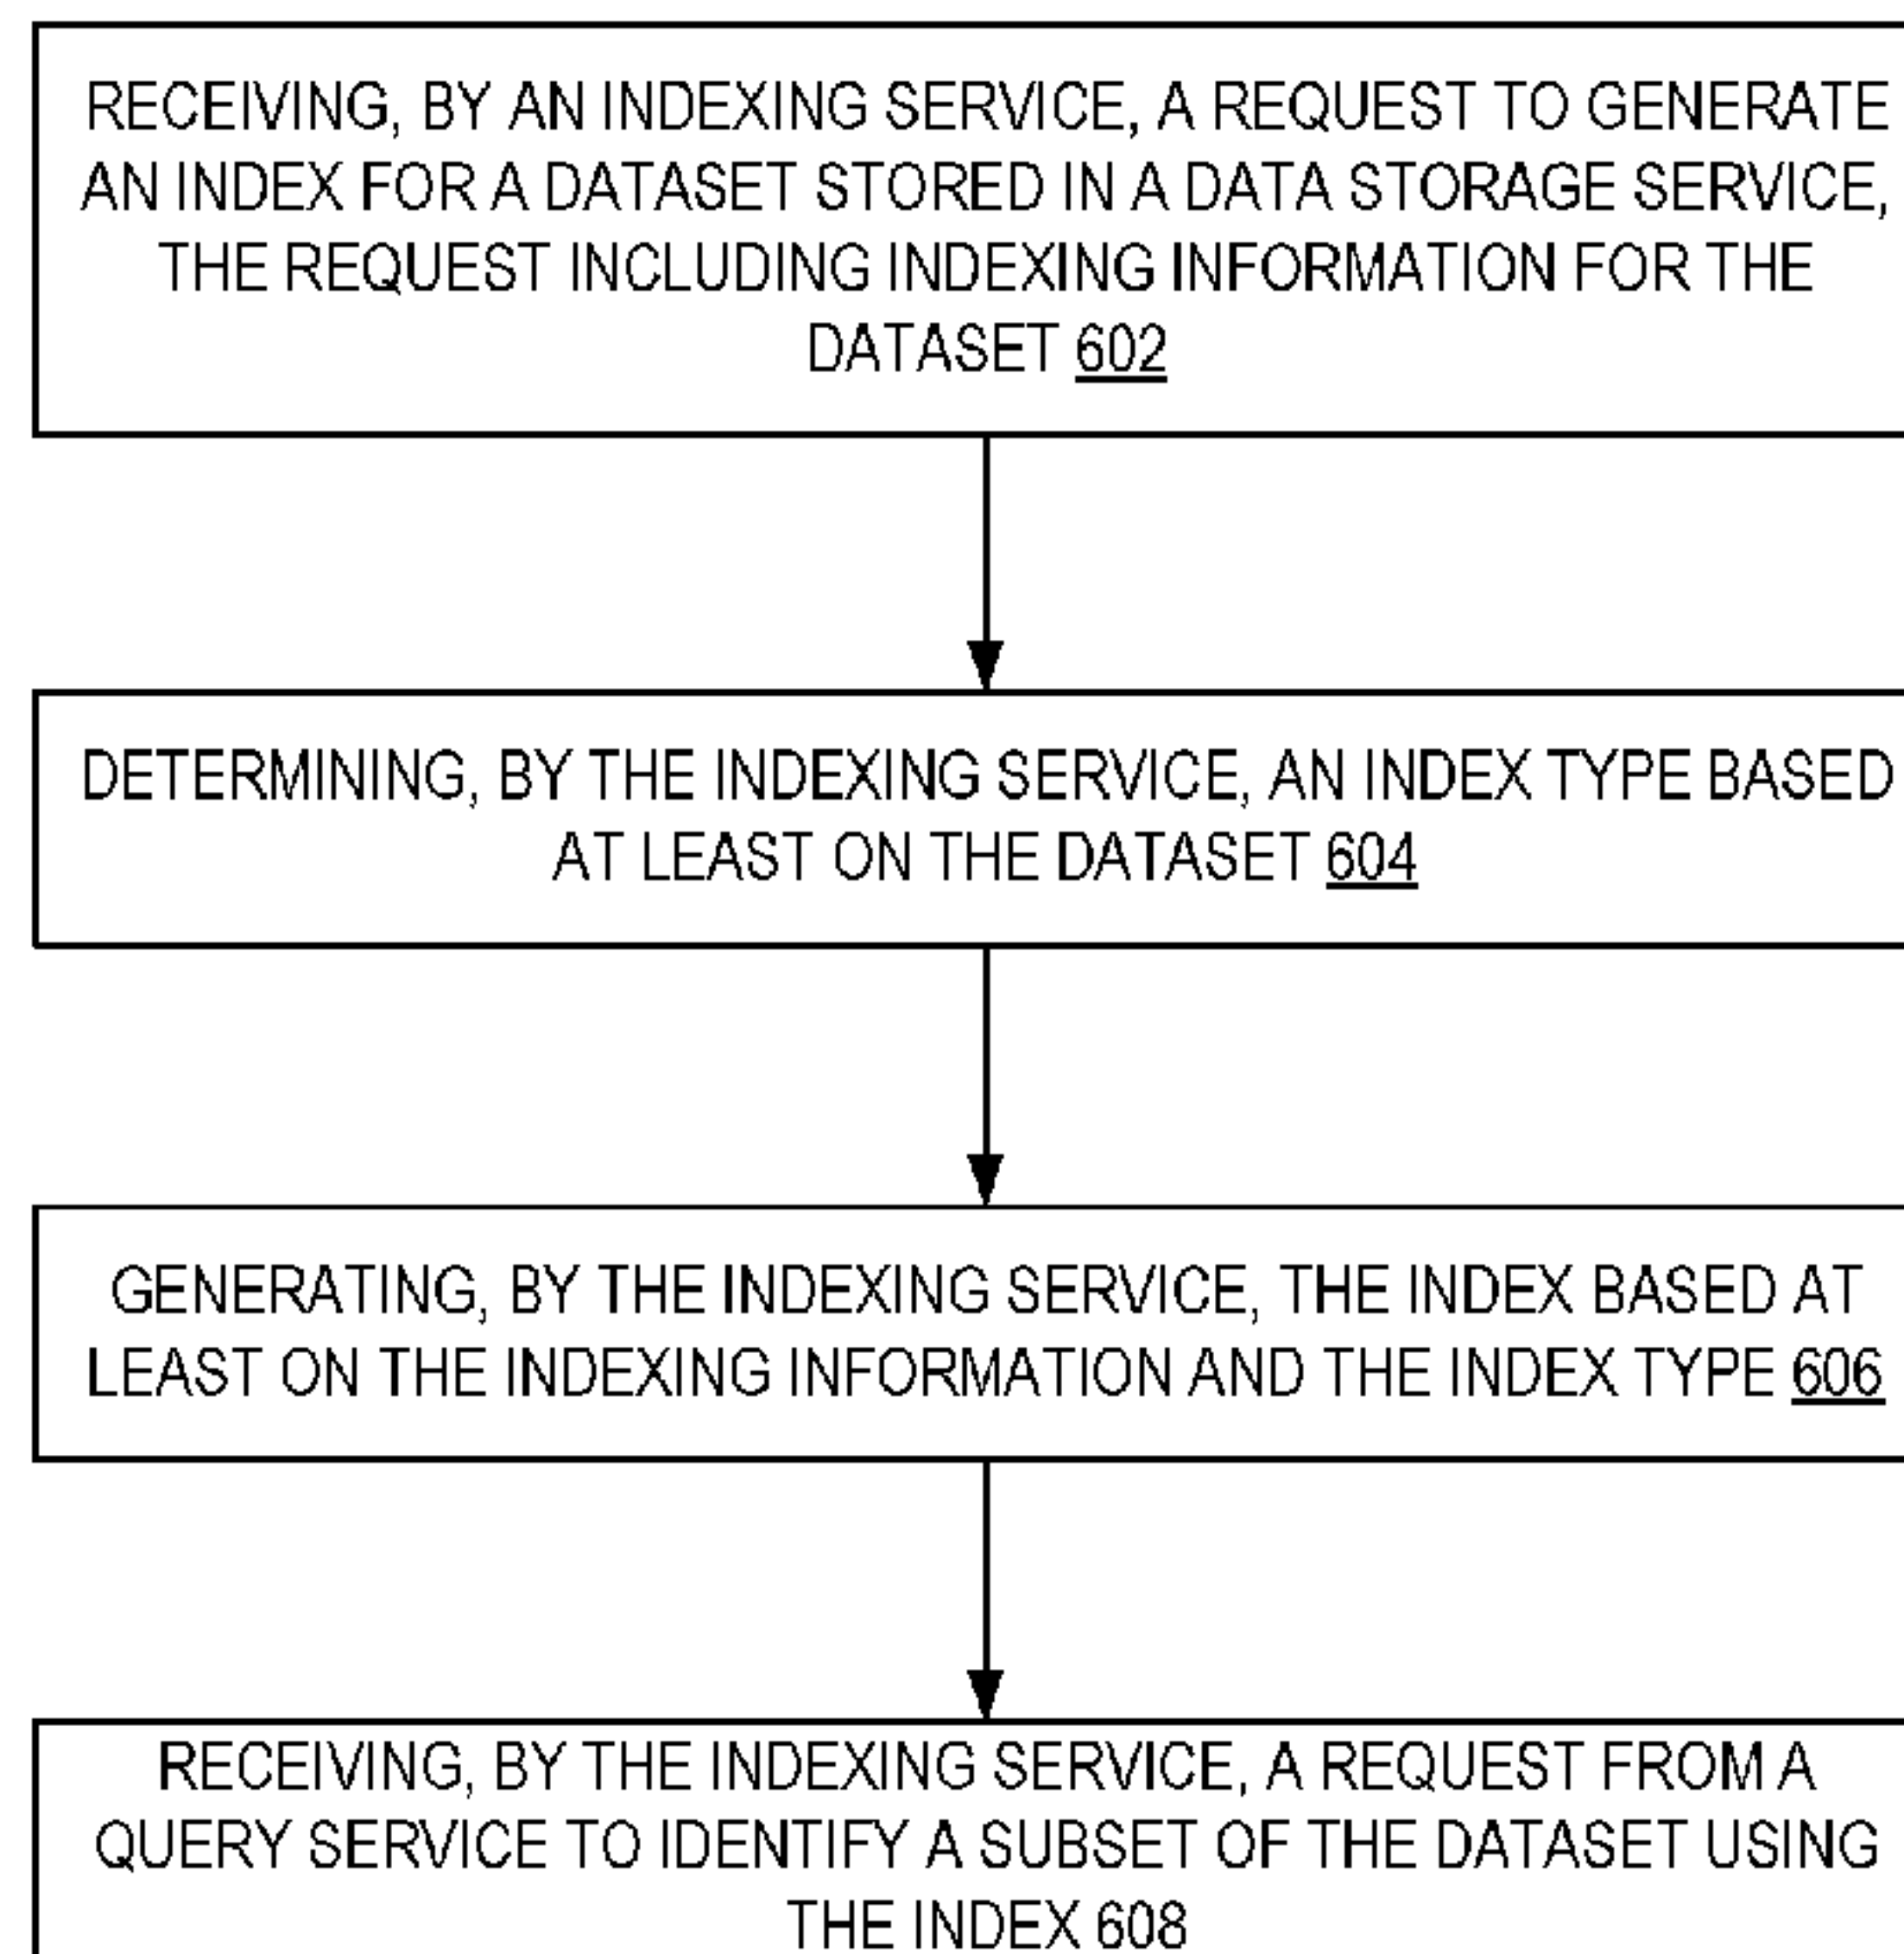 RECEIVING, BY AN INDEXING SERVICE, A REQUEST TO GENERATE
AN INDEX FOR A DATASET STORED IN A DATA STORAGE SERVICE,
THE REQUEST INCLUDING INDEXING INFORMATION FOR THE
DATASET 602
DETERMINING, BY THE INDEXING SERVICE, AN INDEX TYPE BASED
AT LEAST ON THE DATASET 604
GENERATING, BY THE INDEXING SERVICE, THE INDEX BASED AT
LEAST ON THE INDEXING INFORMATION AND THE INDEX TYPE 606
RECEIVING, BY THE INDEXING SERVICE, A REQUEST FROM A
QUERY SERVICE TO IDENTIFY A SUBSET OF THE DATASET USING
THE INDEX 608